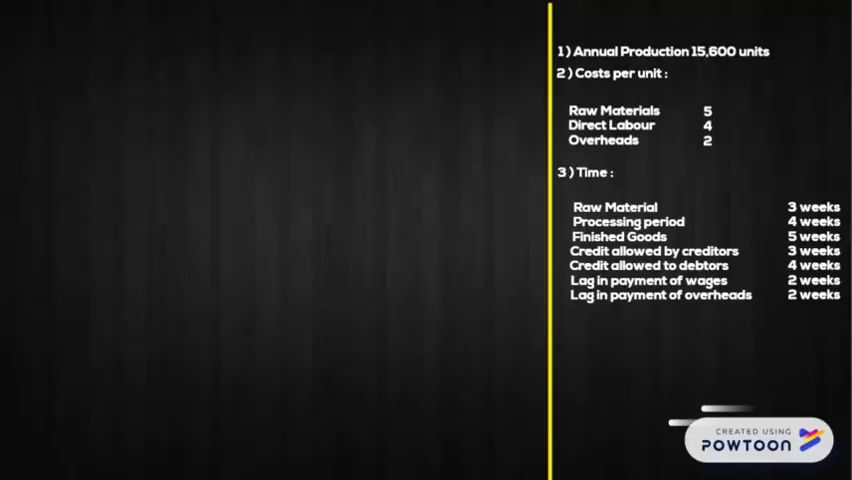 1 ) Annual Production 15,600 units
2 ) Costs per unit :
Raw Materials 5
Direct Labour 4
Overheads 2
3 ) Time :
Raw Material 3 weeks
Processing period 4 weeks
Finished Goods 5 weeks
Credit allowed by creditors 3 weeks
Credit allowed to debtors 4 weeks
Lag in payment of wages 2 weeks
Lag in payment of overheads 2 weeks
CREATED USING
POWTOON